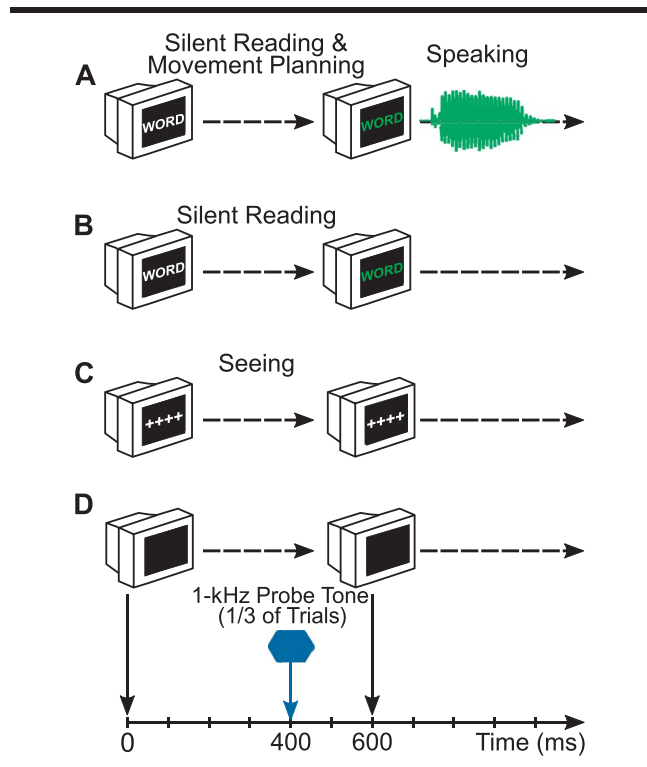 Silent Reading &
Movement Planning
Speaking
A
WORD
WORD
Silent Reading
B
WORD
WORD
Seeing
C
++++
++++
D
1-kHz Probe Tone
(1/3 of Trials)
0
400
600
Time (ms)